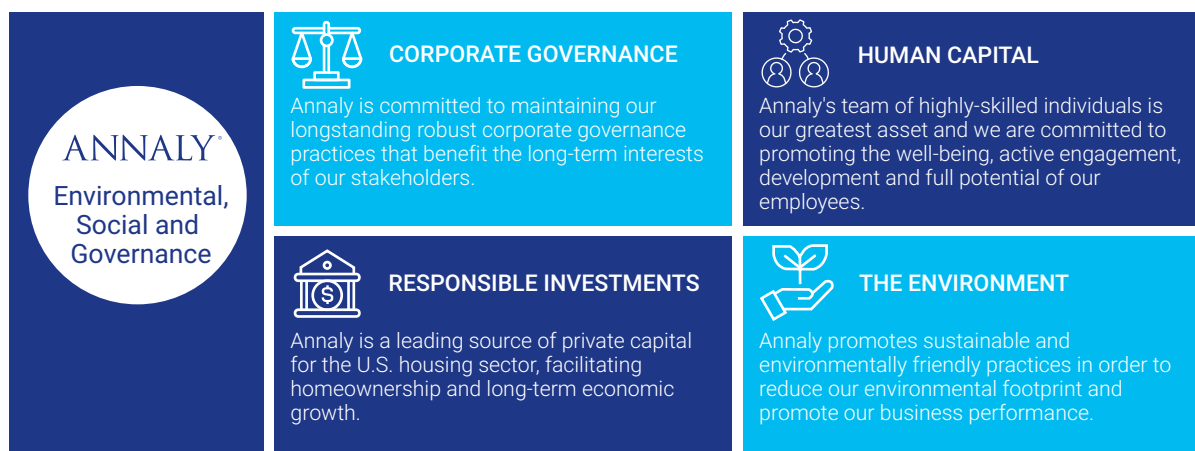 ANNALY®
Environmental,
Social and
Governance
CORPORATE GOVERNANCE
Annaly is committed to maintaining our
longstanding robust corporate governance
practices that benefit the long-term interests
of our stakeholders.
HUMAN CAPITAL
Annaly's team of highly-skilled individuals is
our greatest asset and we are committed to
promoting the well-being, active engagement,
development and full potential of our
employees.
$
RESPONSIBLE INVESTMENTS
Annaly is a leading source of private capital
for the U.S. housing sector, facilitating
homeownership and long-term economic
growth.
THE ENVIRONMENT
Annaly promotes sustainable and
environmentally friendly practices in order to
reduce our environmental footprint and
promote our business performance.